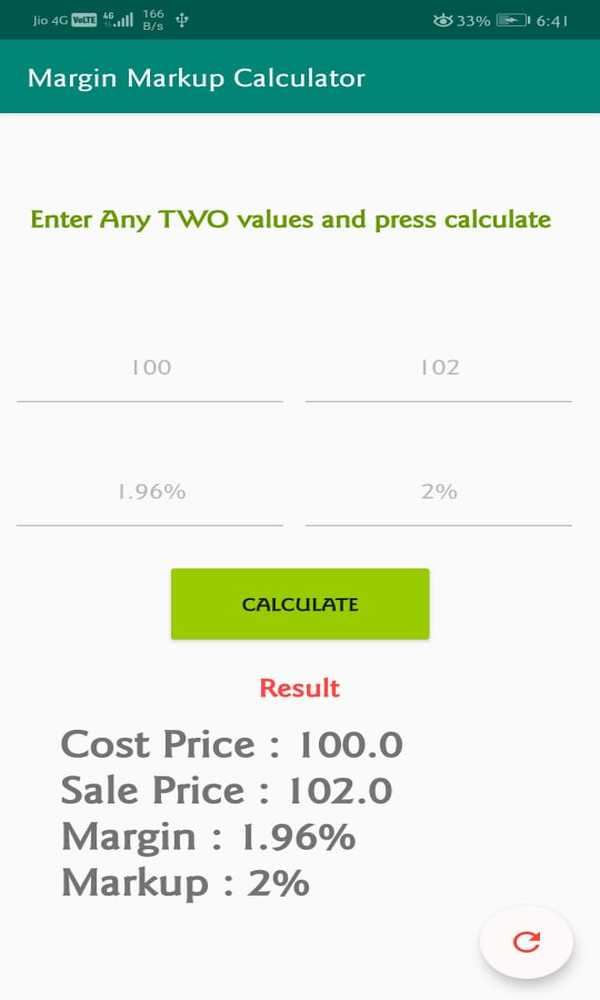 Jio 4G VoLTE 4G 166 B/s 33% 6:41
Margin Markup Calculator
Enter Any TWO values and press calculate
100 102
1.96% 2%
CALCULATE
Result
Cost Price : 100.0
Sale Price : 102.0
Margin : 1.96%
Markup : 2%